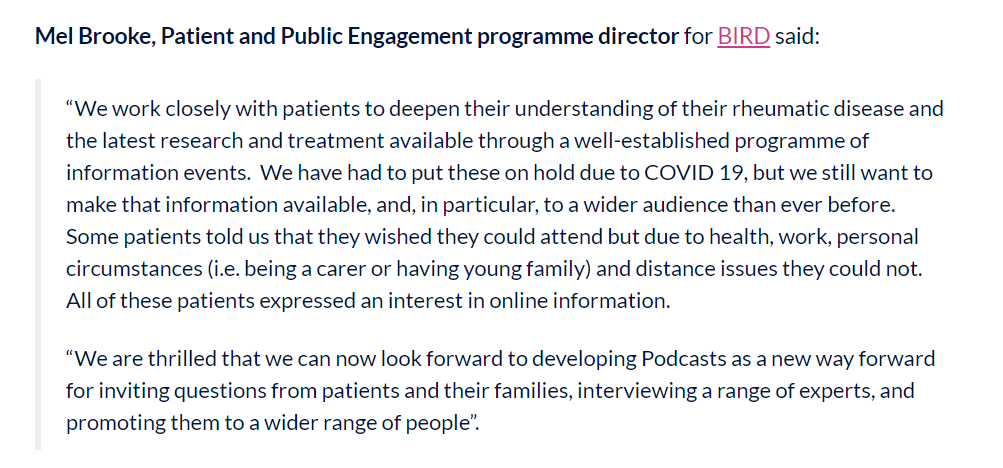 Mel Brooke, Patient and Public Engagement programme director for BIRD said:
“We work closely with patients to deepen their understanding of their rheumatic disease and
the latest research and treatment available through a well-established programme of
information events.  We have had to put these on hold due to COVID 19, but we still want to
make that information available, and, in particular, to a wider audience than ever before.
Some patients told us that they wished they could attend but due to health, work, personal
circumstances (i.e. being a carer or having young family) and distance issues they could not.
All of these patients expressed an interest in online information.
“We are thrilled that we can now look forward to developing Podcasts as a new way forward
for inviting questions from patients and their families, interviewing a range of experts, and
promoting them to a wider range of people”.